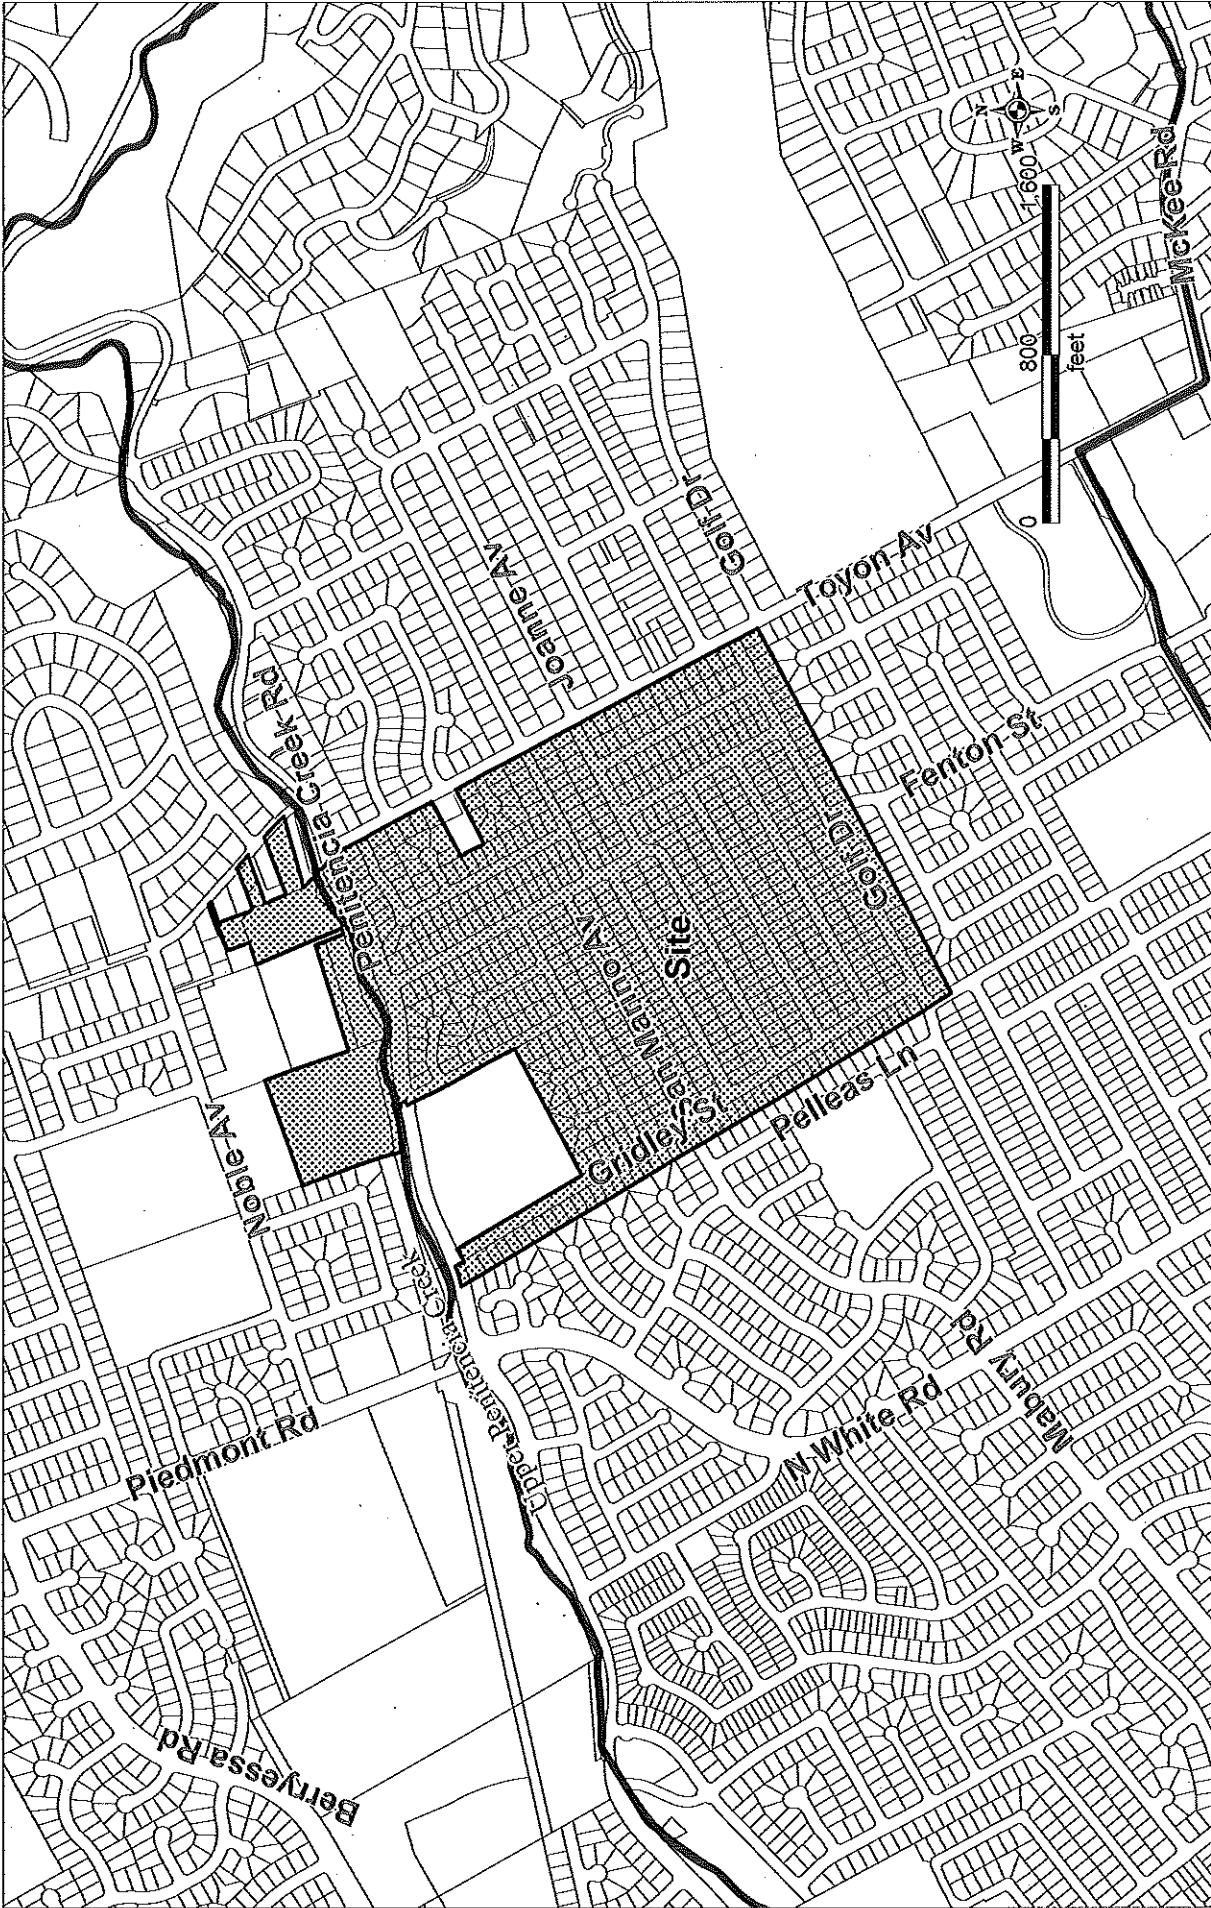 Berryessa Rd
Piedmont Rd
Noble Av
Upper Penitencia Creek
Penitencia Creek Rd
Joanne Av
Golf Dr
Toyon Av
San Marino Av
Site
Gridley St
Golf Dr
Pelleas Ln
Fenton St
N White Rd
Mabury Rd
McKee Rd
N
W
E
S
0
800
1,600
feet